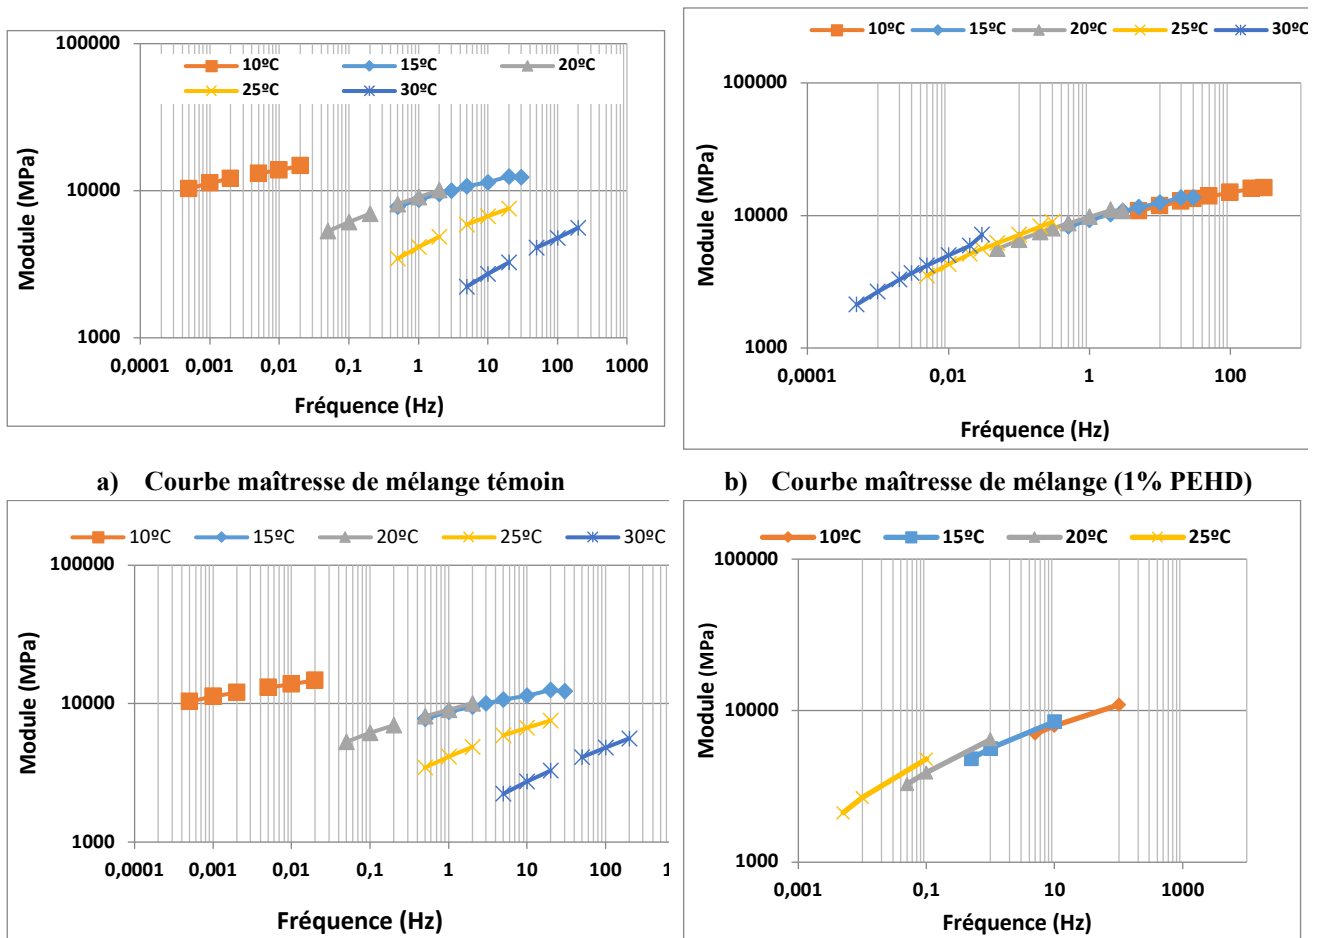 100000
10000
1000
0,0001 0,001 0,01 0,1 1 10 100 1000
Module (MPa)
Fréquence (Hz)
10ºC 15ºC 20ºC
25ºC 30ºC
10ºC 15ºC 20ºC 25ºC 30ºC
100000
10000
1000
0,0001 0,01 1 100
Module (MPa)
Fréquence (Hz)
a) Courbe maîtresse de mélange témoin
b) Courbe maîtresse de mélange (1% PEHD)
10ºC 15ºC 20ºC 25ºC 30ºC
100000
10000
1000
0,0001 0,001 0,01 0,1 1 10 100 1
Module (MPa)
Fréquence (Hz)
10ºC 15ºC 20ºC 25ºC
100000
10000
1000
0,001 0,1 10 1000
Module (MPa)
Fréquence (Hz)